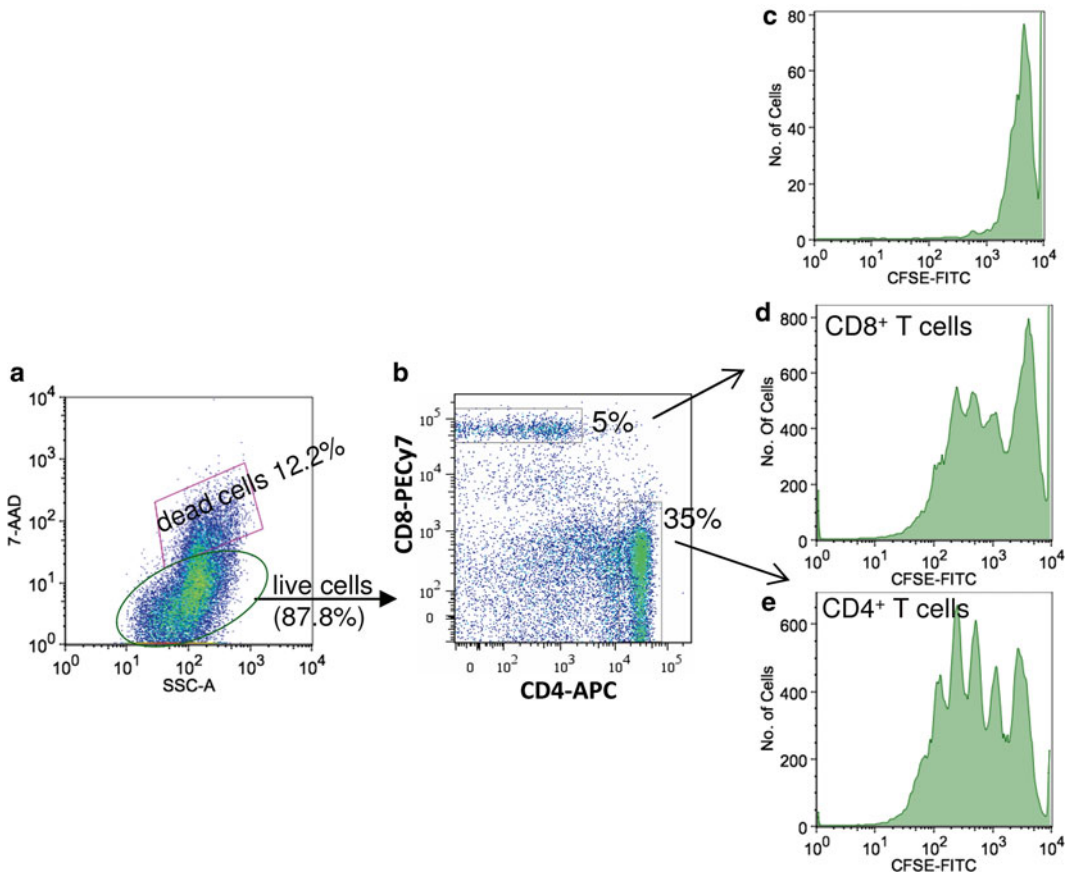 a
10^4
10^3
10^2
10^1
10^0
7-AAD
dead cells 12.2%
live cells
(87.8%)
10^0 10^1 10^2 10^3 10^4
SSC-A
b
10^5
10^4
10^3
10^2
0
CD8-PECy7
5%
35%
0 10^2 10^3 10^4 10^5
CD4-APC
c
80
60
40
20
0
No. of Cells
10^0 10^1 10^2 10^3 10^4
CFSE-FITC
d
CD8⁺ T cells
800
600
400
200
0
No. of Cells
10^0 10^1 10^2 10^3 10^4
CFSE-FITC
e
CD4⁺ T cells
600
400
200
0
No. of Cells
10^0 10^1 10^2 10^3 10^4
CFSE-FITC